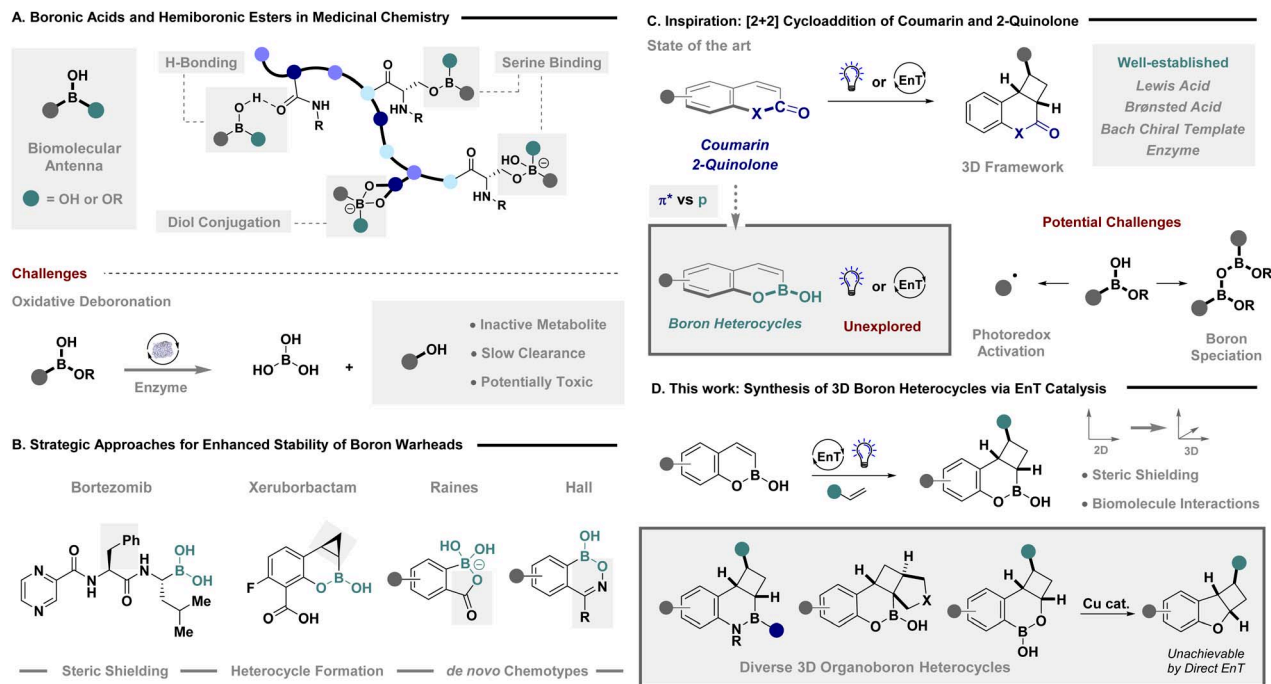 A. Boronic Acids and Hemiboronic Esters in Medicinal Chemistry
OH
B
Biomolecular
Antenna
= OH or OR
H-Bonding
O
H
B
O
N
H
R
Diol Conjugation
O
B
O
O
OH
B
O
N
H
R
Serine Binding
O
HO
B
O
N
H
R
Challenges
Oxidative Deboronation
OH
B
OR
Enzyme
OH
B
HO
OH
+
OH
• Inactive Metabolite
• Slow Clearance
• Potentially Toxic
B. Strategic Approaches for Enhanced Stability of Boron Warheads
Bortezomib
Xeruborbactam
Raines
Hall
N
N
O
N
H
Ph
O
H
N
OH
B
OH
Me
Me
F
O
B
OH
O
OH
HO
OH
B
O
O
OH
B
O
N
R
Steric Shielding
Heterocycle Formation
de novo Chemotypes
C. Inspiration: [2+2] Cycloaddition of Coumarin and 2-Quinolone
State of the art
X
O
or
EnT
H
H
X
O
Well-established
Lewis Acid
Brønsted Acid
Bach Chiral Template
Enzyme
Coumarin
2-Quinolone
3D Framework
π* vs p
O
B
OH
or
EnT
Boron Heterocycles
Unexplored
Potential Challenges
OH
B
OR
OR
B
O
B
OR
Photoredox
Activation
Boron
Speciation
D. This work: Synthesis of 3D Boron Heterocycles via EnT Catalysis
O
B
OH
EnT
H
H
O
B
OH
2D
3D
• Steric Shielding
• Biomolecule Interactions
H
H
N
R
B
H
H
X
O
B
OH
H
H
B
O
OH
Cu cat.
H
H
O
Diverse 3D Organoboron Heterocycles
Unachievable
by Direct EnT